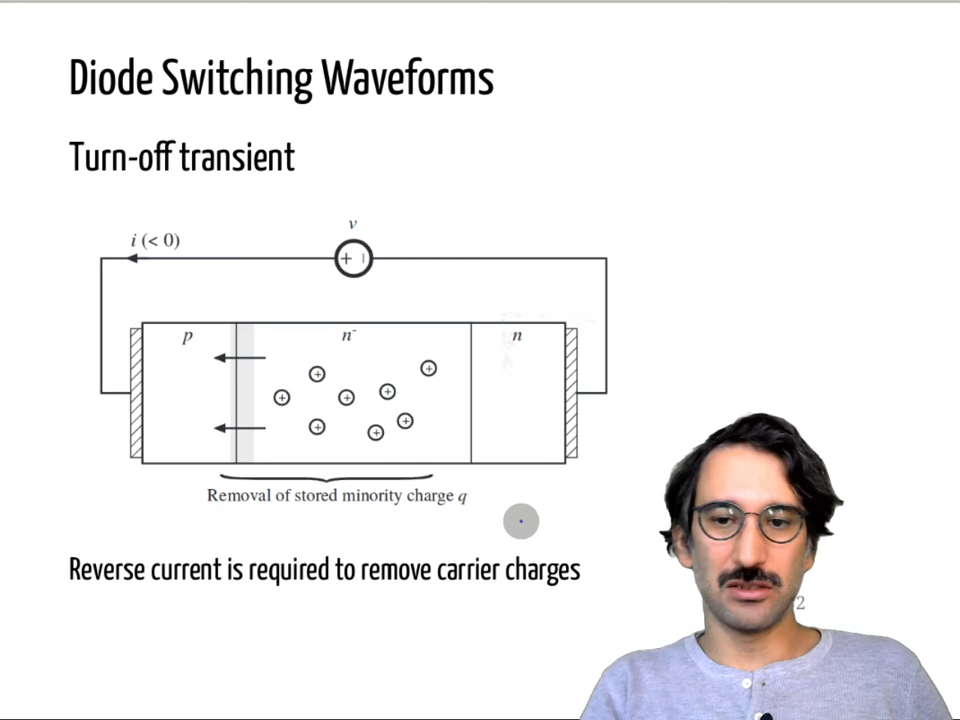 Diode Switching Waveforms
Turn-off transient
v
i (< 0)
+ |
p
n-
n
+ + + + + + + +
Removal of stored minority charge q
Reverse current is required to remove carrier charges
2